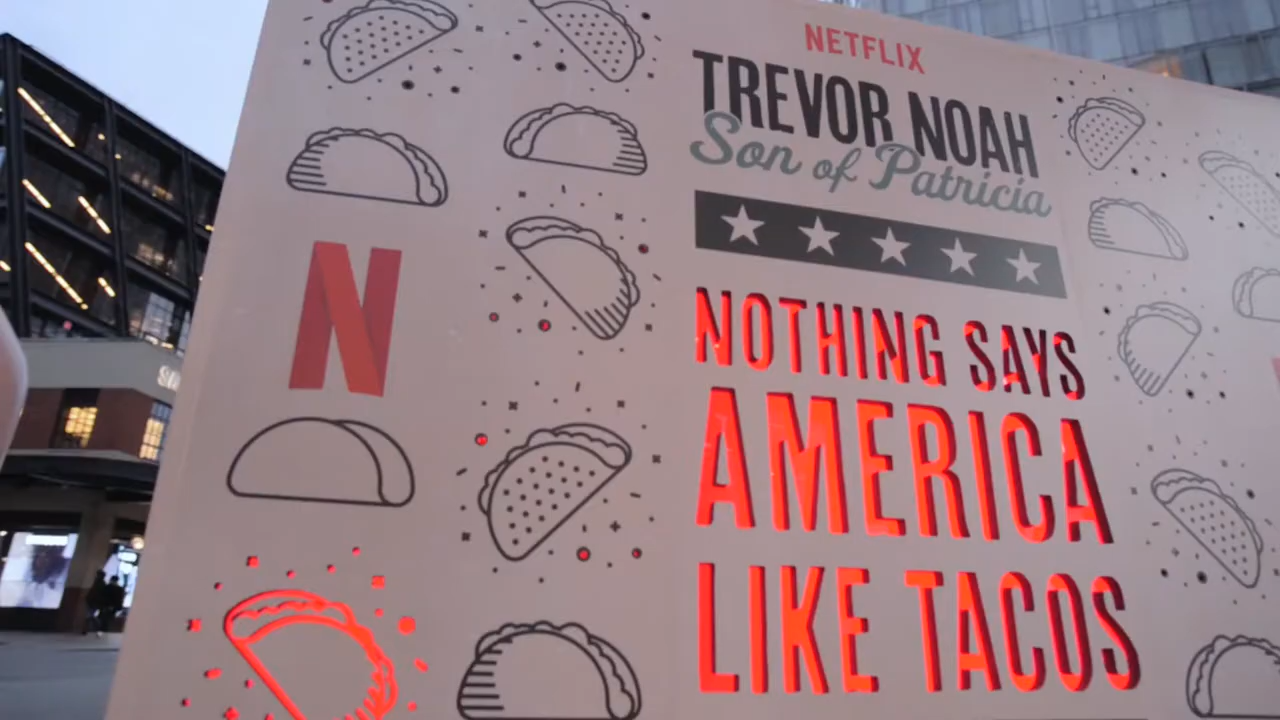 NETFLIX
TREVOR NOAH
Son of Patricia
NOTHING SAYS
AMERICA
LIKE TACOS
N